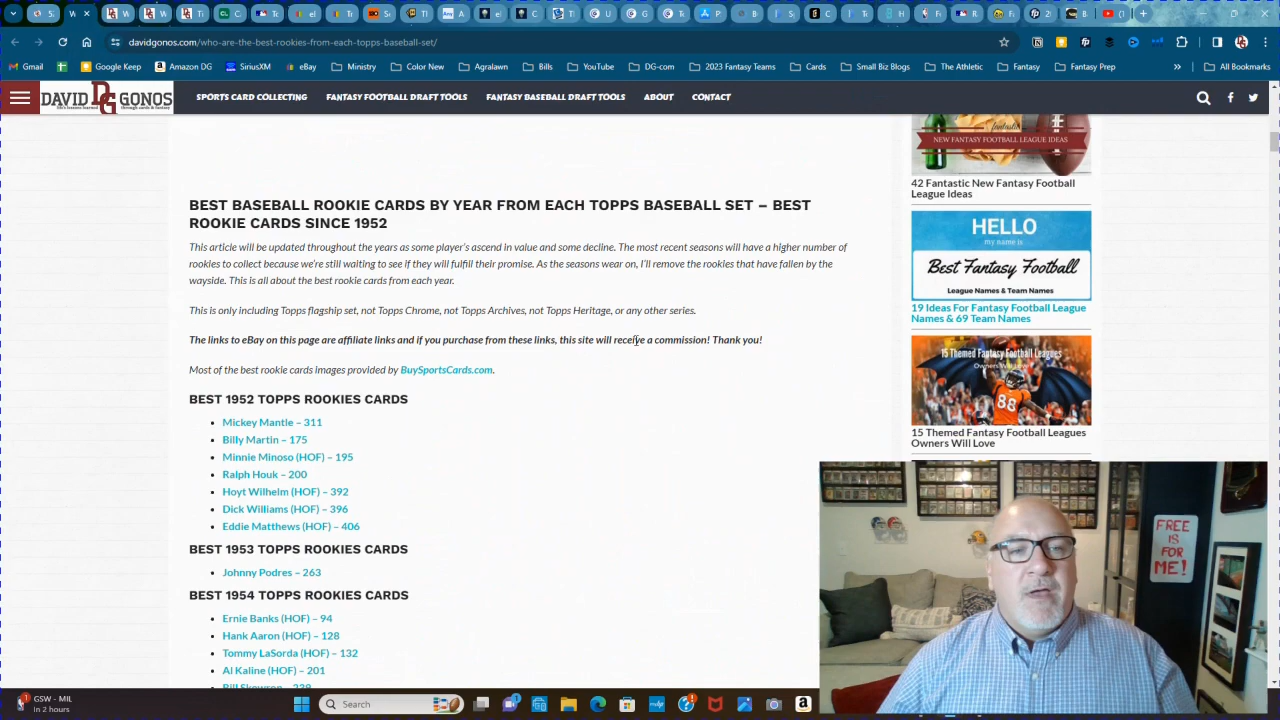 davidgonos.com/who-are-the-best-rookies-from-each-topps-baseball-set/
Gmail
Google Keep
Amazon DG
SiriusXM
eBay
Ministry
Color New
Agralawn
Bills
YouTube
DG-com
2023 Fantasy Teams
Cards
Small Biz Blogs
The Athletic
Fantasy
Fantasy Prep
»
All Bookmarks
DAVID DG GONOS
SPORTS CARD COLLECTING
FANTASY FOOTBALL DRAFT TOOLS
FANTASY BASEBALL DRAFT TOOLS
ABOUT
CONTACT
BEST BASEBALL ROOKIE CARDS BY YEAR FROM EACH TOPPS BASEBALL SET – BEST
ROOKIE CARDS SINCE 1952
This article will be updated throughout the years as some player's ascend in value and some decline. The most recent seasons will have a higher number of
rookies to collect because we're still waiting to see if they will fulfill their promise. As the seasons wear on, I'll remove the rookies that have fallen by the
wayside. This is all about the best rookie cards from each year.
This is only including Topps flagship set, not Topps Chrome, not Topps Archives, not Topps Heritage, or any other series.
The links to eBay on this page are affiliate links and if you purchase from these links, this site will receive a commission! Thank you!
Most of the best rookie cards images provided by BuySportsCards.com.
BEST 1952 TOPPS ROOKIES CARDS
Mickey Mantle – 311
Billy Martin – 175
Minnie Minoso (HOF) – 195
Ralph Houk – 200
Hoyt Wilhelm (HOF) – 392
Dick Williams (HOF) – 396
Eddie Matthews (HOF) – 406
BEST 1953 TOPPS ROOKIES CARDS
Johnny Podres – 263
BEST 1954 TOPPS ROOKIES CARDS
Ernie Banks (HOF) – 94
Hank Aaron (HOF) – 128
Tommy LaSorda (HOF) – 132
Al Kaline (HOF) – 201
Bill Skowron – 239
fantastic
NEW FANTASY FOOTBALL LEAGUE IDEAS
42 Fantastic New Fantasy Football
League Ideas
HELLO
my name is
Best Fantasy Football
League Names & Team Names
19 Ideas For Fantasy Football League
Names & 69 Team Names
15 Themed Fantasy Football Leagues
Owners Will Love
88
15 Themed Fantasy Football Leagues
Owners Will Love
FREE
IS
FOR
ME!
GSW - MIL
In 2 hours
Search